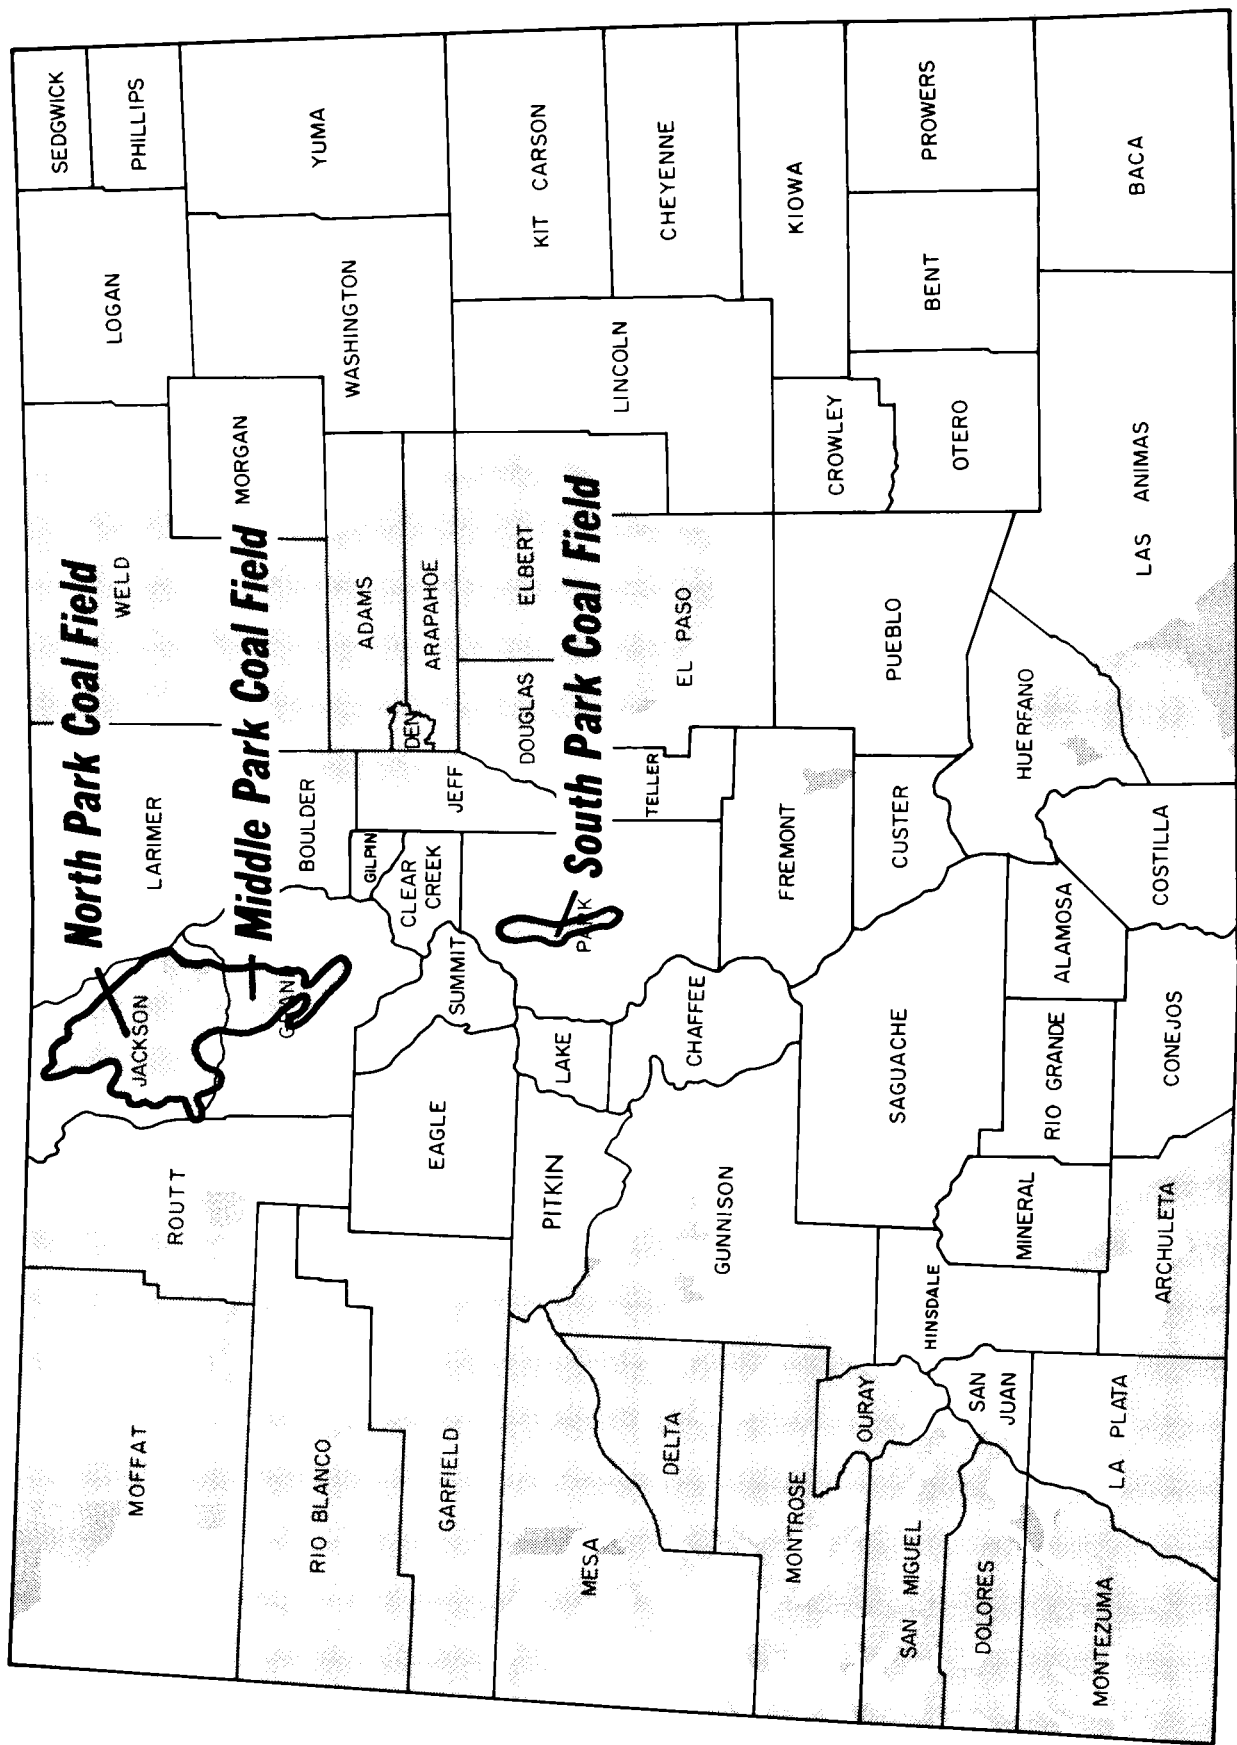 MOFFAT
ROUTT
JACKSON
North Park Coal Field
LARIMER
WELD
LOGAN
SEDGWICK
PHILLIPS
Middle Park Coal Field
MORGAN
RIO BLANCO
BOULDER
WASHINGTON
YUMA
GILPIN
ADAMS
GARFIELD
EAGLE
SUMMIT
CLEAR
CREEK
JEFF
DEN
ARAPAHOE
MESA
PITKIN
LAKE
PARK
South Park Coal Field
DOUGLAS
ELBERT
LINCOLN
KIT CARSON
DELTA
GUNNISON
CHAFFEE
TELLER
EL PASO
CHEYENNE
MONTROSE
OURAY
FREMONT
CROWLEY
KIOWA
SAN MIGUEL
HINSDALE
SAGUACHE
CUSTER
PUEBLO
OTERO
BENT
PROWERS
DOLORES
SAN
JUAN
MINERAL
RIO GRANDE
ALAMOSA
HUERFANO
MONTEZUMA
LA PLATA
ARCHULETA
CONEJOS
COSTILLA
LAS ANIMAS
BACA